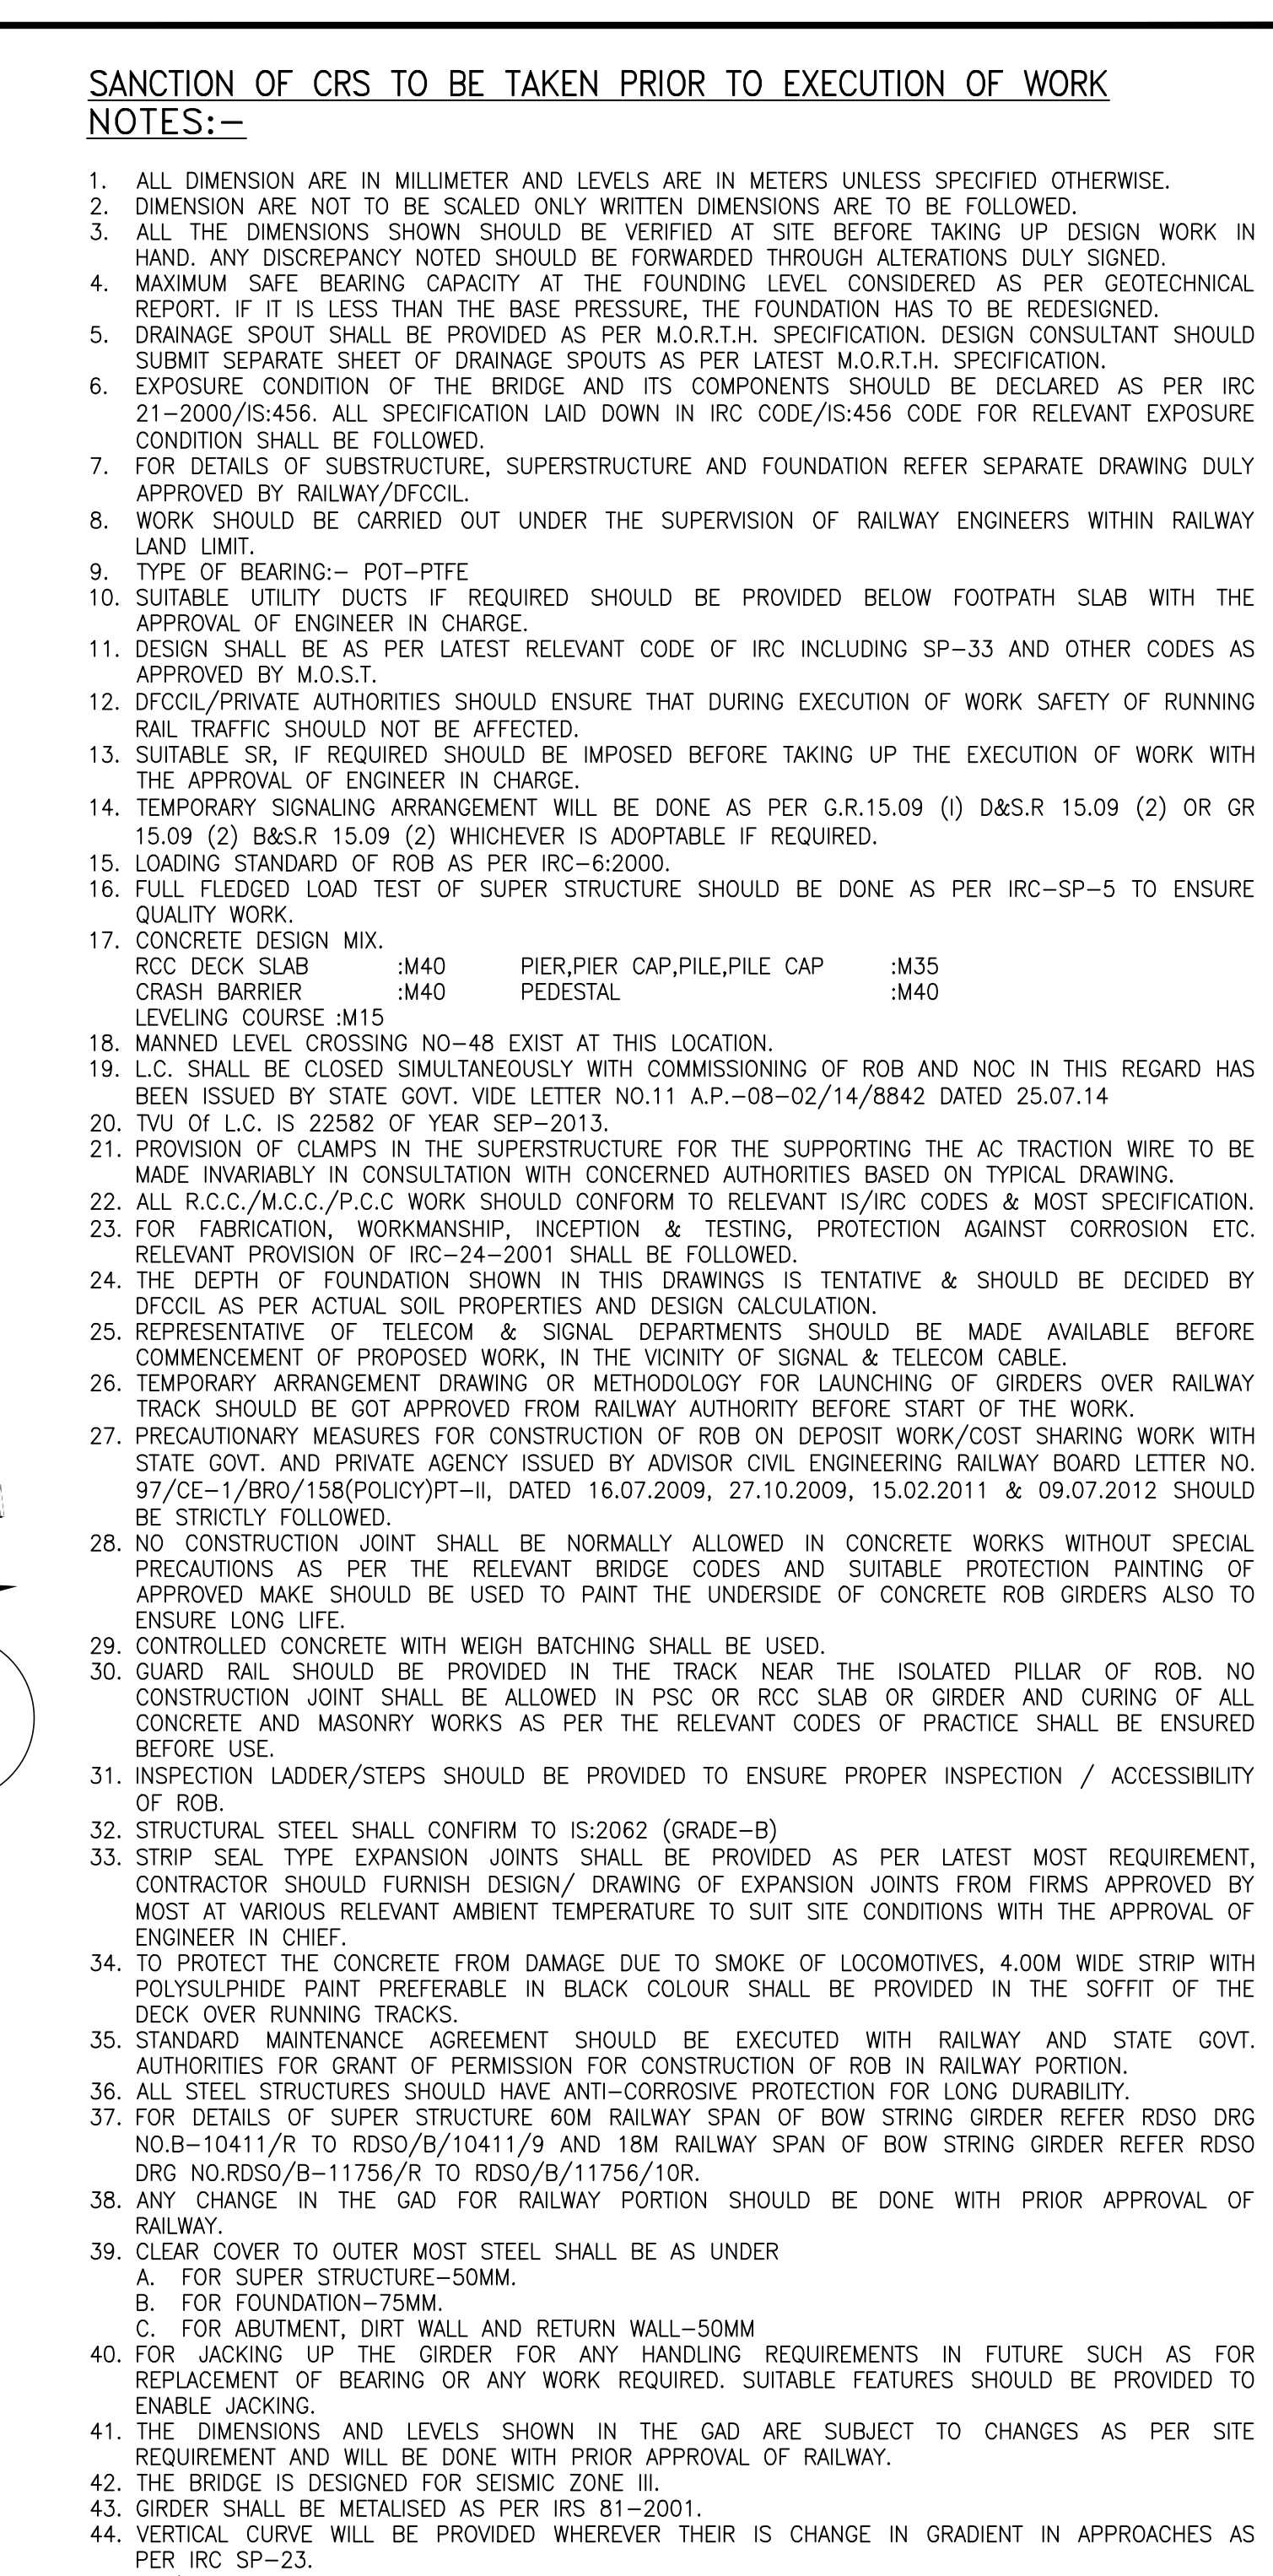 SANCTION OF CRS TO BE TAKEN PRIOR TO EXECUTION OF WORK
NOTES:-
1. ALL DIMENSION ARE IN MILLIMETER AND LEVELS ARE IN METERS UNLESS SPECIFIED OTHERWISE.
2. DIMENSION ARE NOT TO BE SCALED ONLY WRITTEN DIMENSIONS ARE TO BE FOLLOWED.
3. ALL THE DIMENSIONS SHOWN SHOULD BE VERIFIED AT SITE BEFORE TAKING UP DESIGN WORK IN
HAND. ANY DISCREPANCY NOTED SHOULD BE FORWARDED THROUGH ALTERATIONS DULY SIGNED.
4. MAXIMUM SAFE BEARING CAPACITY AT THE FOUNDING LEVEL CONSIDERED AS PER GEOTECHNICAL
REPORT. IF IT IS LESS THAN THE BASE PRESSURE, THE FOUNDATION HAS TO BE REDESIGNED.
5. DRAINAGE SPOUT SHALL BE PROVIDED AS PER M.O.R.T.H. SPECIFICATION. DESIGN CONSULTANT SHOULD
SUBMIT SEPARATE SHEET OF DRAINAGE SPOUTS AS PER LATEST M.O.R.T.H. SPECIFICATION.
6. EXPOSURE CONDITION OF THE BRIDGE AND ITS COMPONENTS SHOULD BE DECLARED AS PER IRC
21-2000/IS:456. ALL SPECIFICATION LAID DOWN IN IRC CODE/IS:456 CODE FOR RELEVANT EXPOSURE
CONDITION SHALL BE FOLLOWED.
7. FOR DETAILS OF SUBSTRUCTURE, SUPERSTRUCTURE AND FOUNDATION REFER SEPARATE DRAWING DULY
APPROVED BY RAILWAY/DFCCIL.
8. WORK SHOULD BE CARRIED OUT UNDER THE SUPERVISION OF RAILWAY ENGINEERS WITHIN RAILWAY
LAND LIMIT.
9. TYPE OF BEARING:- POT-PTFE
10. SUITABLE UTILITY DUCTS IF REQUIRED SHOULD BE PROVIDED BELOW FOOTPATH SLAB WITH THE
APPROVAL OF ENGINEER IN CHARGE.
11. DESIGN SHALL BE AS PER LATEST RELEVANT CODE OF IRC INCLUDING SP-33 AND OTHER CODES AS
APPROVED BY M.O.S.T.
12. DFCCIL/PRIVATE AUTHORITIES SHOULD ENSURE THAT DURING EXECUTION OF WORK SAFETY OF RUNNING
RAIL TRAFFIC SHOULD NOT BE AFFECTED.
13. SUITABLE SR, IF REQUIRED SHOULD BE IMPOSED BEFORE TAKING UP THE EXECUTION OF WORK WITH
THE APPROVAL OF ENGINEER IN CHARGE.
14. TEMPORARY SIGNALING ARRANGEMENT WILL BE DONE AS PER G.R.15.09 (I) D&S.R 15.09 (2) OR GR
15.09 (2) B&S.R 15.09 (2) WHICHEVER IS ADOPTABLE IF REQUIRED.
15. LOADING STANDARD OF ROB AS PER IRC-6:2000.
16. FULL FLEDGED LOAD TEST OF SUPER STRUCTURE SHOULD BE DONE AS PER IRC-SP-5 TO ENSURE
QUALITY WORK.
17. CONCRETE DESIGN MIX.
RCC DECK SLAB :M40 PIER,PIER CAP,PILE,PILE CAP :M35
CRASH BARRIER :M40 PEDESTAL :M40
LEVELING COURSE :M15
18. MANNED LEVEL CROSSING NO-48 EXIST AT THIS LOCATION.
19. L.C. SHALL BE CLOSED SIMULTANEOUSLY WITH COMMISSIONING OF ROB AND NOC IN THIS REGARD HAS
BEEN ISSUED BY STATE GOVT. VIDE LETTER NO.11 A.P.-08-02/14/8842 DATED 25.07.14
20. TVU Of L.C. IS 22582 OF YEAR SEP-2013.
21. PROVISION OF CLAMPS IN THE SUPERSTRUCTURE FOR THE SUPPORTING THE AC TRACTION WIRE TO BE
MADE INVARIABLY IN CONSULTATION WITH CONCERNED AUTHORITIES BASED ON TYPICAL DRAWING.
22. ALL R.C.C./M.C.C./P.C.C WORK SHOULD CONFORM TO RELEVANT IS/IRC CODES & MOST SPECIFICATION.
23. FOR FABRICATION, WORKMANSHIP, INCEPTION & TESTING, PROTECTION AGAINST CORROSION ETC.
RELEVANT PROVISION OF IRC-24-2001 SHALL BE FOLLOWED.
24. THE DEPTH OF FOUNDATION SHOWN IN THIS DRAWINGS IS TENTATIVE & SHOULD BE DECIDED BY
DFCCIL AS PER ACTUAL SOIL PROPERTIES AND DESIGN CALCULATION.
25. REPRESENTATIVE OF TELECOM & SIGNAL DEPARTMENTS SHOULD BE MADE AVAILABLE BEFORE
COMMENCEMENT OF PROPOSED WORK, IN THE VICINITY OF SIGNAL & TELECOM CABLE.
26. TEMPORARY ARRANGEMENT DRAWING OR METHODOLOGY FOR LAUNCHING OF GIRDERS OVER RAILWAY
TRACK SHOULD BE GOT APPROVED FROM RAILWAY AUTHORITY BEFORE START OF THE WORK.
27. PRECAUTIONARY MEASURES FOR CONSTRUCTION OF ROB ON DEPOSIT WORK/COST SHARING WORK WITH
STATE GOVT. AND PRIVATE AGENCY ISSUED BY ADVISOR CIVIL ENGINEERING RAILWAY BOARD LETTER NO.
97/CE-1/BRO/158(POLICY)PT-II, DATED 16.07.2009, 27.10.2009, 15.02.2011 & 09.07.2012 SHOULD
BE STRICTLY FOLLOWED.
28. NO CONSTRUCTION JOINT SHALL BE NORMALLY ALLOWED IN CONCRETE WORKS WITHOUT SPECIAL
PRECAUTIONS AS PER THE RELEVANT BRIDGE CODES AND SUITABLE PROTECTION PAINTING OF
APPROVED MAKE SHOULD BE USED TO PAINT THE UNDERSIDE OF CONCRETE ROB GIRDERS ALSO TO
ENSURE LONG LIFE.
29. CONTROLLED CONCRETE WITH WEIGH BATCHING SHALL BE USED.
30. GUARD RAIL SHOULD BE PROVIDED IN THE TRACK NEAR THE ISOLATED PILLAR OF ROB. NO
CONSTRUCTION JOINT SHALL BE ALLOWED IN PSC OR RCC SLAB OR GIRDER AND CURING OF ALL
CONCRETE AND MASONRY WORKS AS PER THE RELEVANT CODES OF PRACTICE SHALL BE ENSURED
BEFORE USE.
31. INSPECTION LADDER/STEPS SHOULD BE PROVIDED TO ENSURE PROPER INSPECTION / ACCESSIBILITY
OF ROB.
32. STRUCTURAL STEEL SHALL CONFIRM TO IS:2062 (GRADE-B)
33. STRIP SEAL TYPE EXPANSION JOINTS SHALL BE PROVIDED AS PER LATEST MOST REQUIREMENT,
CONTRACTOR SHOULD FURNISH DESIGN/ DRAWING OF EXPANSION JOINTS FROM FIRMS APPROVED BY
MOST AT VARIOUS RELEVANT AMBIENT TEMPERATURE TO SUIT SITE CONDITIONS WITH THE APPROVAL OF
ENGINEER IN CHIEF.
34. TO PROTECT THE CONCRETE FROM DAMAGE DUE TO SMOKE OF LOCOMOTIVES, 4.00M WIDE STRIP WITH
POLYSULPHIDE PAINT PREFERABLE IN BLACK COLOUR SHALL BE PROVIDED IN THE SOFFIT OF THE
DECK OVER RUNNING TRACKS.
35. STANDARD MAINTENANCE AGREEMENT SHOULD BE EXECUTED WITH RAILWAY AND STATE GOVT.
AUTHORITIES FOR GRANT OF PERMISSION FOR CONSTRUCTION OF ROB IN RAILWAY PORTION.
36. ALL STEEL STRUCTURES SHOULD HAVE ANTI-CORROSIVE PROTECTION FOR LONG DURABILITY.
37. FOR DETAILS OF SUPER STRUCTURE 60M RAILWAY SPAN OF BOW STRING GIRDER REFER RDSO DRG
NO.B-10411/R TO RDSO/B/10411/9 AND 18M RAILWAY SPAN OF BOW STRING GIRDER REFER RDSO
DRG NO.RDSO/B-11756/R TO RDSO/B/11756/10R.
38. ANY CHANGE IN THE GAD FOR RAILWAY PORTION SHOULD BE DONE WITH PRIOR APPROVAL OF
RAILWAY.
39. CLEAR COVER TO OUTER MOST STEEL SHALL BE AS UNDER
A. FOR SUPER STRUCTURE-50MM.
B. FOR FOUNDATION-75MM.
C. FOR ABUTMENT, DIRT WALL AND RETURN WALL-50MM
40. FOR JACKING UP THE GIRDER FOR ANY HANDLING REQUIREMENTS IN FUTURE SUCH AS FOR
REPLACEMENT OF BEARING OR ANY WORK REQUIRED. SUITABLE FEATURES SHOULD BE PROVIDED TO
ENABLE JACKING.
41. THE DIMENSIONS AND LEVELS SHOWN IN THE GAD ARE SUBJECT TO CHANGES AS PER SITE
REQUIREMENT AND WILL BE DONE WITH PRIOR APPROVAL OF RAILWAY.
42. THE BRIDGE IS DESIGNED FOR SEISMIC ZONE III.
43. GIRDER SHALL BE METALISED AS PER IRS 81-2001.
44. VERTICAL CURVE WILL BE PROVIDED WHEREVER THEIR IS CHANGE IN GRADIENT IN APPROACHES AS
PER IRC SP-23.